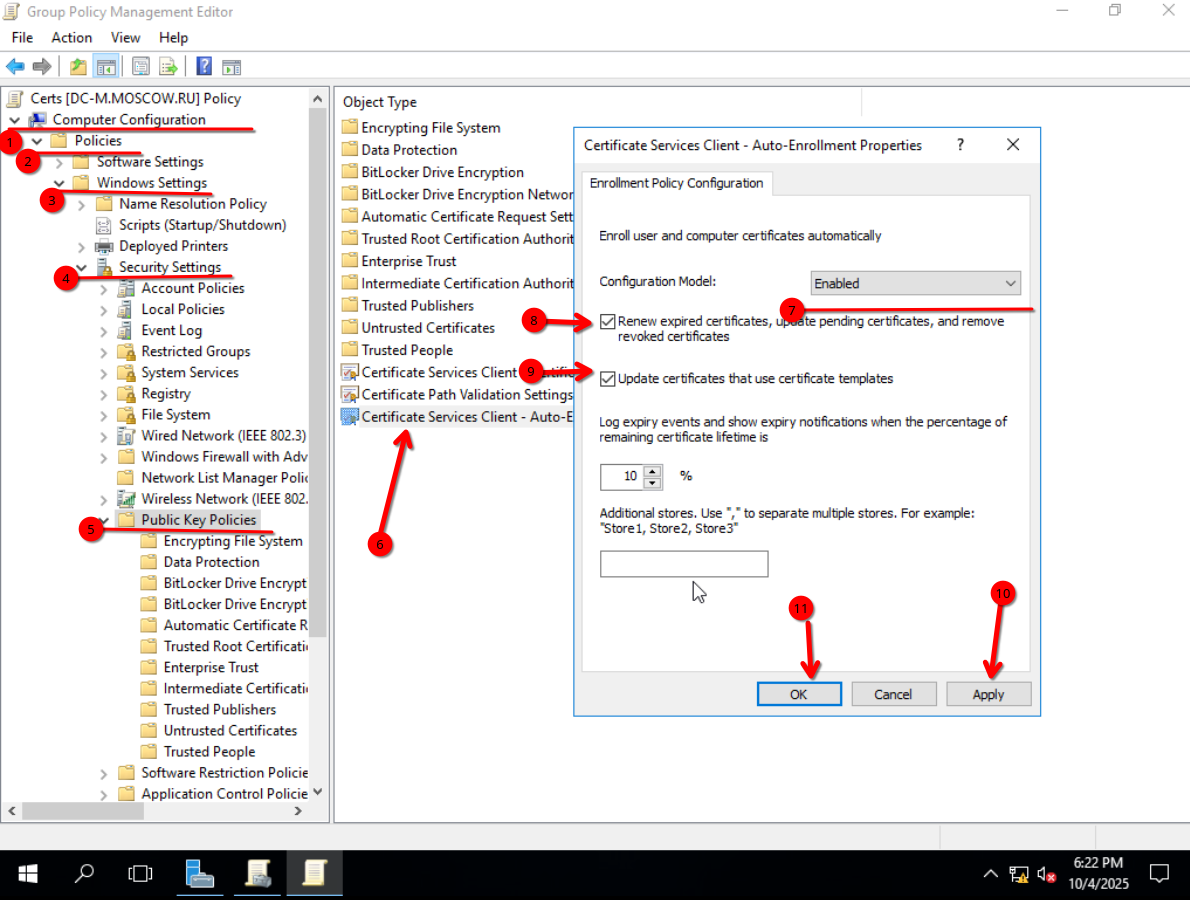 Group Policy Management Editor
File Action View Help
Certs [DC-M.MOSCOW.RU] Policy
Computer Configuration
1
Policies
2
Software Settings
Windows Settings
3
Name Resolution Policy
Scripts (Startup/Shutdown)
Deployed Printers
4
Security Settings
Account Policies
Local Policies
Event Log
Restricted Groups
System Services
Registry
File System
Wired Network (IEEE 802.3)
Windows Firewall with Adv
Network List Manager Polic
Wireless Network (IEEE 802.
5
Public Key Policies
Encrypting File System
Data Protection
BitLocker Drive Encrypt
BitLocker Drive Encrypt
Automatic Certificate R
Trusted Root Certificati
Enterprise Trust
Intermediate Certificati
Trusted Publishers
Untrusted Certificates
Trusted People
Software Restriction Policie
Application Control Policie
Object Type
Encrypting File System
Data Protection
BitLocker Drive Encryption
BitLocker Drive Encryption Networ
Automatic Certificate Request Sett
Trusted Root Certification Authorit
Enterprise Trust
Intermediate Certification Authorit
Trusted Publishers
Untrusted Certificates
Trusted People
Certificate Services Client
Certificate Path Validation Settings
Certificate Services Client - Auto-E
6
Certificate Services Client - Auto-Enrollment Properties
?
Enrollment Policy Configuration
Enroll user and computer certificates automatically
Configuration Model: Enabled
7
8
Renew expired certificates, update pending certificates, and remove
revoked certificates
9
Update certificates that use certificate templates
Log expiry events and show expiry notifications when the percentage of
remaining certificate lifetime is
10 %
Additional stores. Use "," to separate multiple stores. For example:
"Store1, Store2, Store3"
11
10
OK Cancel Apply
6:22 PM
10/4/2025